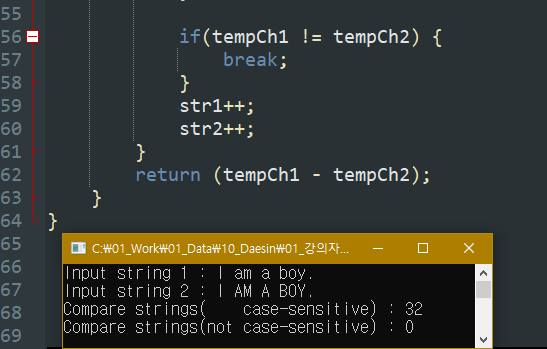 55
56 if(tempCh1 != tempCh2) {
57 break;
58 }
59 str1++;
60 str2++;
61 }
62 return (tempCh1 - tempCh2);
63 }
64 }
65
66
67
68
69
C:\01_Work\01_Data\10_Daesin\01_강의자...
Input string 1 : I am a boy.
Input string 2 : I AM A BOY.
Compare strings(    case-sensitive) : 32
Compare strings(not case-sensitive) : 0